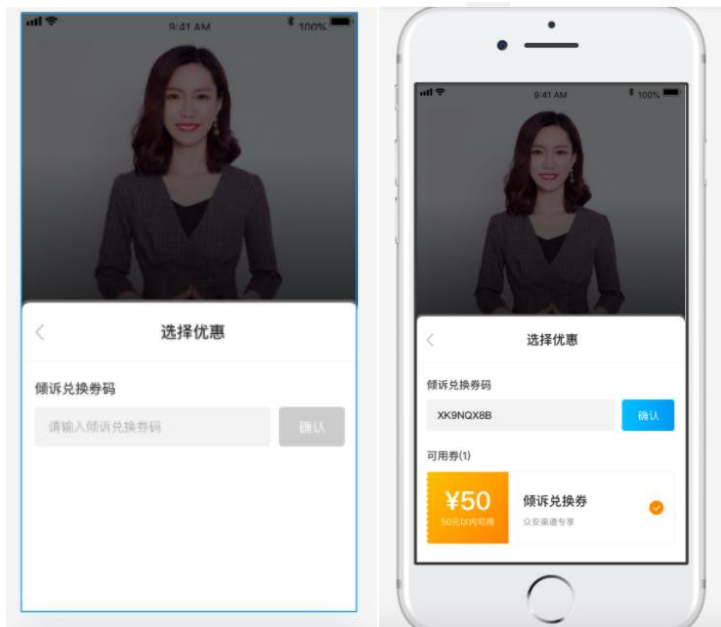 9:41 AM
100%
选择优惠
倾诉兑换券码
请输入倾诉兑换券码
确认
9:41 AM
100%
选择优惠
倾诉兑换券码
XK9NQX8B
确认
可用券(1)
¥50
50元以内可用
倾诉兑换券
众安渠道专享